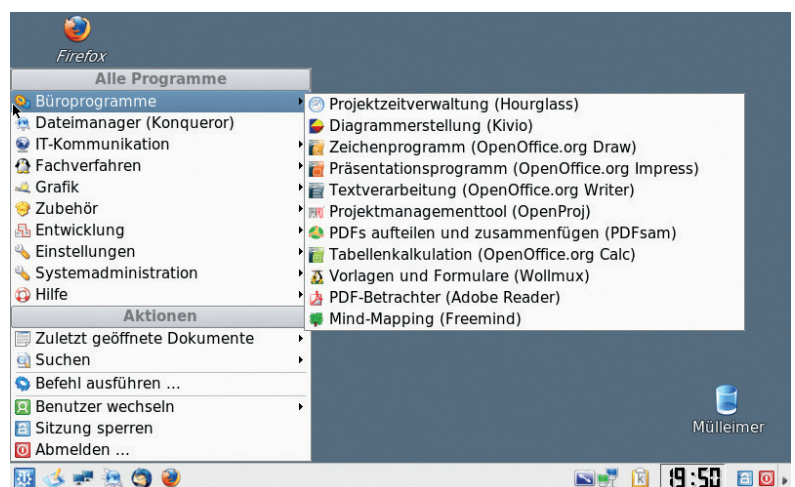 Firefox
Alle Programme
Büroprogramme
Dateimanager (Konqueror)
IT-Kommunikation
Fachverfahren
Grafik
Zubehör
Entwicklung
Einstellungen
Systemadministration
Hilfe
Aktionen
Zuletzt geöffnete Dokumente
Suchen
Befehl ausführen ...
Benutzer wechseln
Sitzung sperren
Abmelden ...
Projektzeitverwaltung (Hourglass)
Diagrammerstellung (Kivio)
Zeichenprogramm (OpenOffice.org Draw)
Präsentationsprogramm (OpenOffice.org Impress)
Textverarbeitung (OpenOffice.org Writer)
Projektmanagementtool (OpenProj)
PDFs aufteilen und zusammenfügen (PDFsam)
Tabellenkalkulation (OpenOffice.org Calc)
Vorlagen und Formulare (Wollmux)
PDF-Betrachter (Adobe Reader)
Mind-Mapping (Freemind)
Mülleimer
19:50